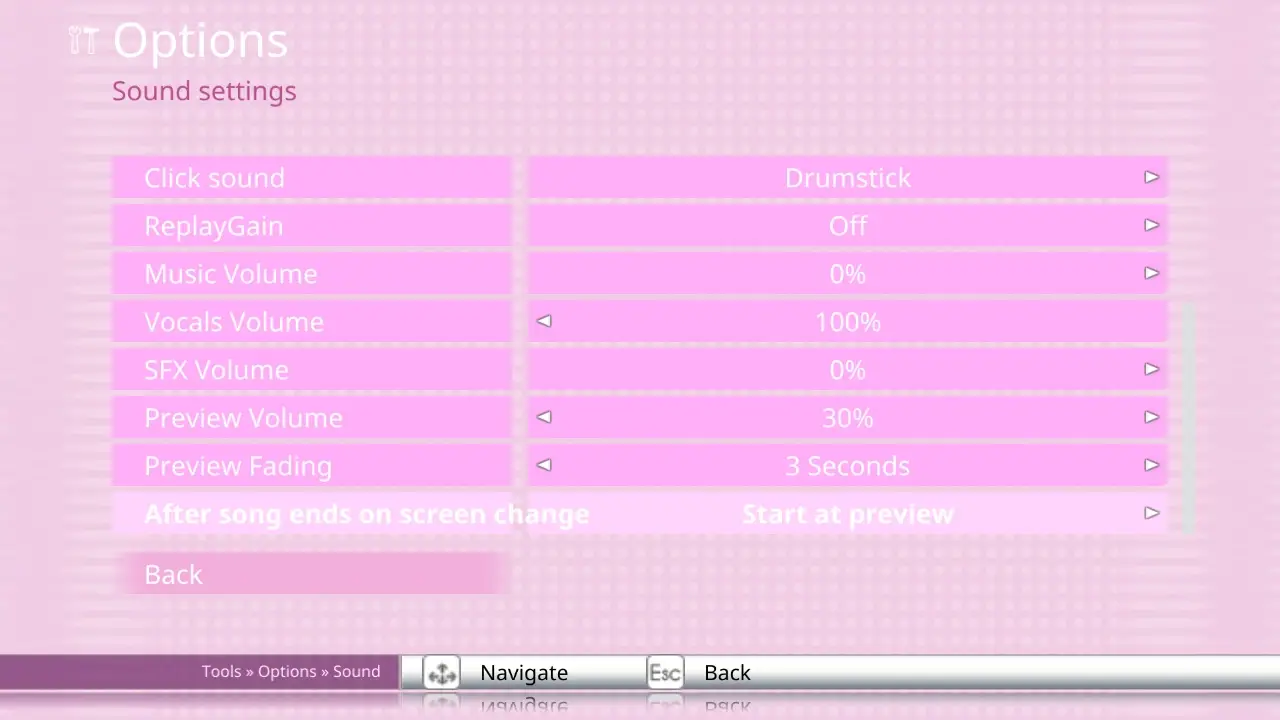 Options
Sound settings
Click sound Drumstick
ReplayGain Off
Music Volume 0%
Vocals Volume 100%
SFX Volume 0%
Preview Volume 30%
Preview Fading 3 Seconds
After song ends on screen change Start at preview
Back
Tools » Options » Sound Navigate Esc Back